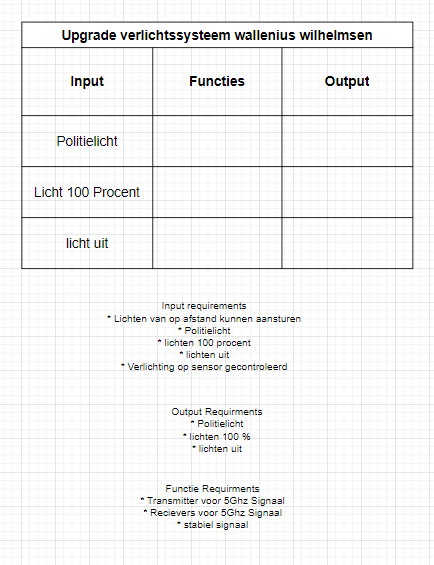 Upgrade verlichtssysteem wallenius wilhelmsen
Input Functies Output
Politielicht
Licht 100 Procent
licht uit
Input requirements
* Lichten van op afstand kunnen aansturen
* Politielicht
* lichten 100 procent
* lichten uit
* Verlichting op sensor gecontroleerd
Output Requirments
* Politielicht
* lichten 100 %
* lichten uit
Functie Requirments
* Transmitter voor 5Ghz Signaal
* Recievers voor 5Ghz Signaal
* stabiel signaal